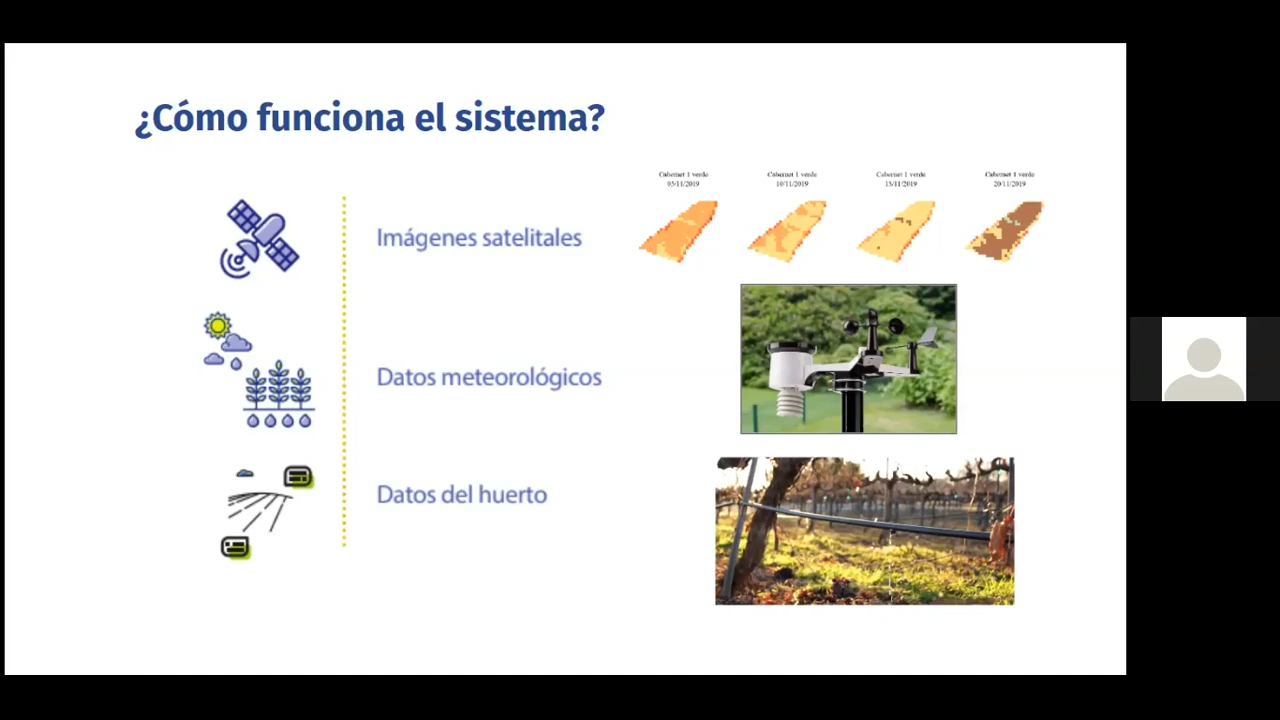 ¿Cómo funciona el sistema?
Cabernet 1 verde
05/11/2019
Cabernet 1 verde
10/11/2019
Cabernet 1 verde
15/11/2019
Cabernet 1 verde
20/11/2019
Imágenes satelitales
Datos meteorológicos
Datos del huerto